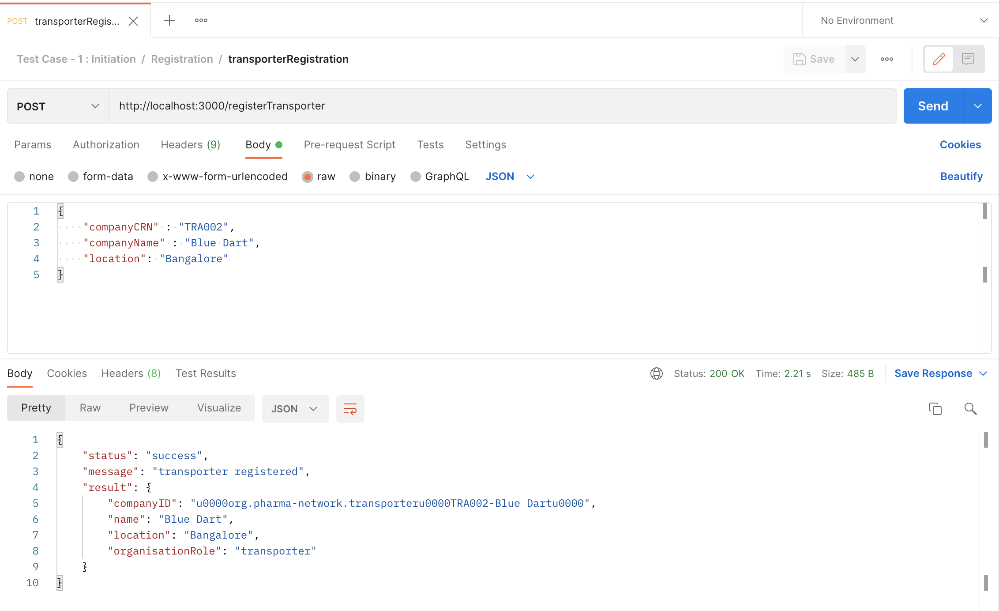 POST transporterRegis...
No Environment
Test Case - 1 : Initiation / Registration / transporterRegistration
Save
POST http://localhost:3000/registerTransporter
Send
Params Authorization Headers (9) Body Pre-request Script Tests Settings Cookies
none form-data x-www-form-urlencoded raw binary GraphQL JSON Beautify
1 {
2 "companyCRN" : "TRA002",
3 "companyName" : "Blue Dart",
4 "location": "Bangalore"
5 }
Body Cookies Headers (8) Test Results Status: 200 OK Time: 2.21 s Size: 485 B Save Response
Pretty Raw Preview Visualize JSON
1 {
2 "status": "success",
3 "message": "transporter registered",
4 "result": {
5 "companyID": "u0000org.pharma-network.transporteru0000TRA002-Blue Dartu0000",
6 "name": "Blue Dart",
7 "location": "Bangalore",
8 "organisationRole": "transporter"
9 }
10 }